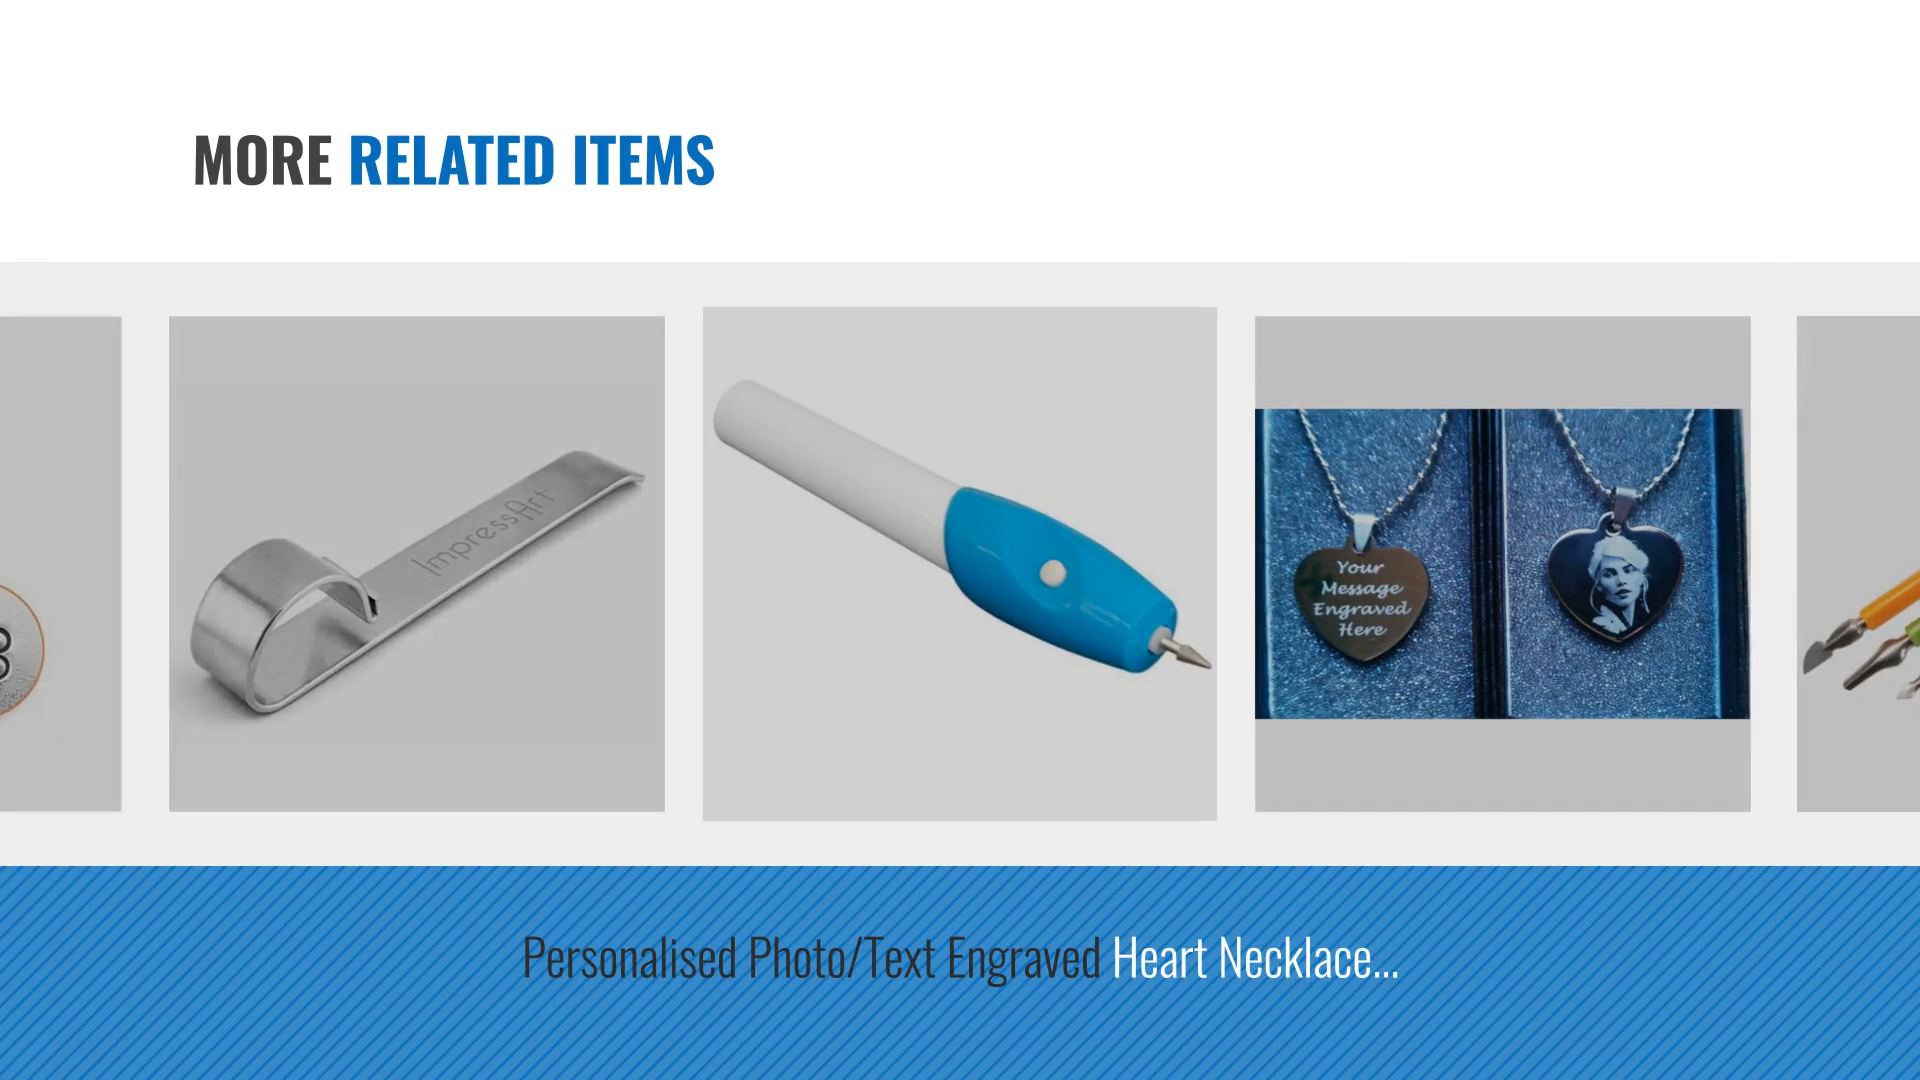 MORE RELATED ITEMS
ImpressArt
Your
Message
Engraved
Here
Personalised Photo/Text Engraved Heart Necklace...